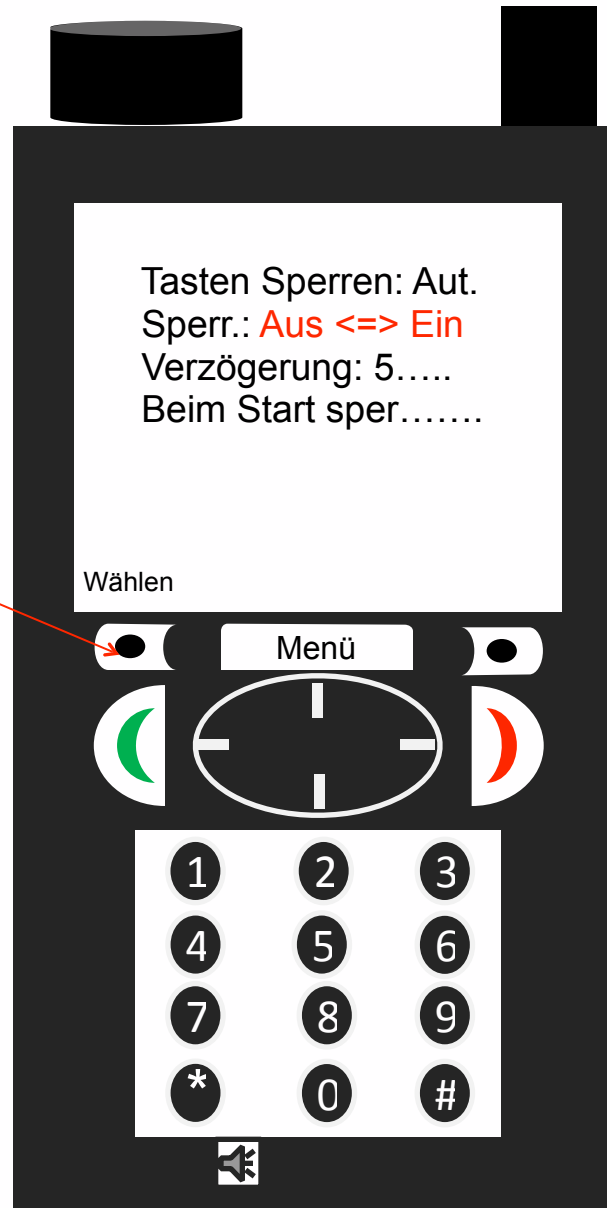 Tasten Sperren: Aut.
Sperr.: Aus <=> Ein
Verzögerung: 5…..
Beim Start sper…….
Wählen
Menü
1 2 3
4 5 6
7 8 9
* 0 #